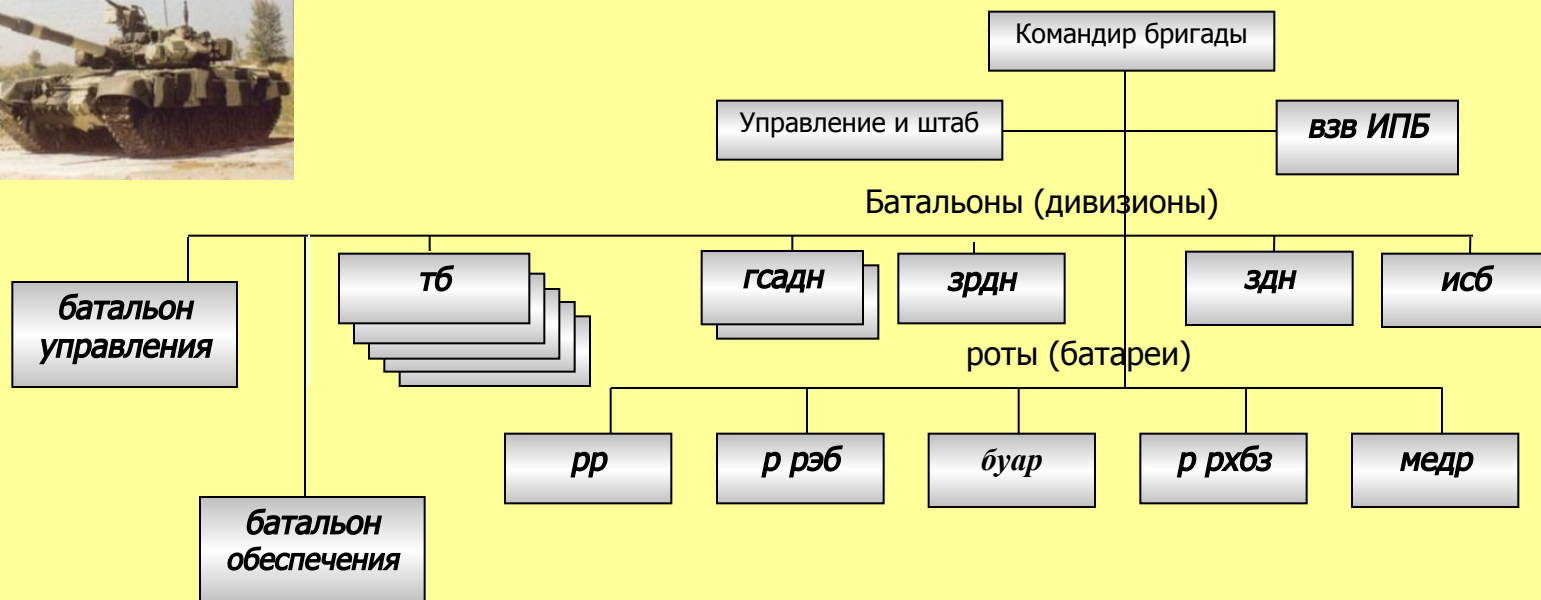 Командир бригады
Управление и штаб
взв ИПБ
Батальоны (дивизионы)
батальон
управления
тб
гсадн
зрдн
здн
исб
роты (батареи)
рр
р рэб
буар
р рхбз
медр
батальон
обеспечения